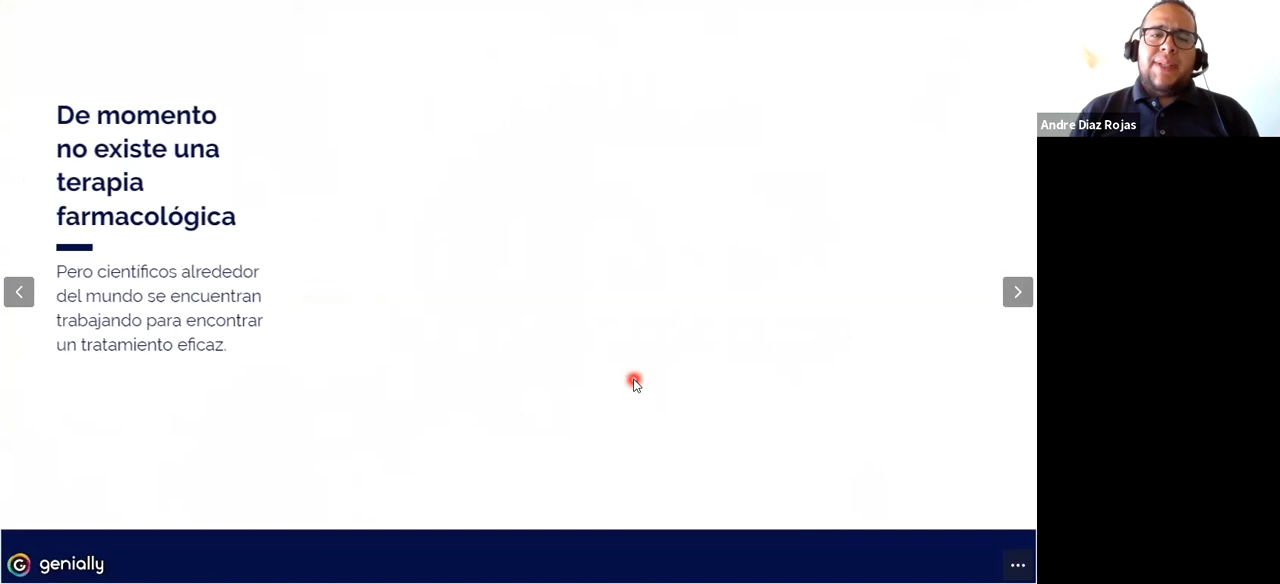 De momento
no existe una
terapia
farmacológica
Pero científicos alrededor
del mundo se encuentran
trabajando para encontrar
un tratamiento eficaz.
Andre Diaz Rojas
genially